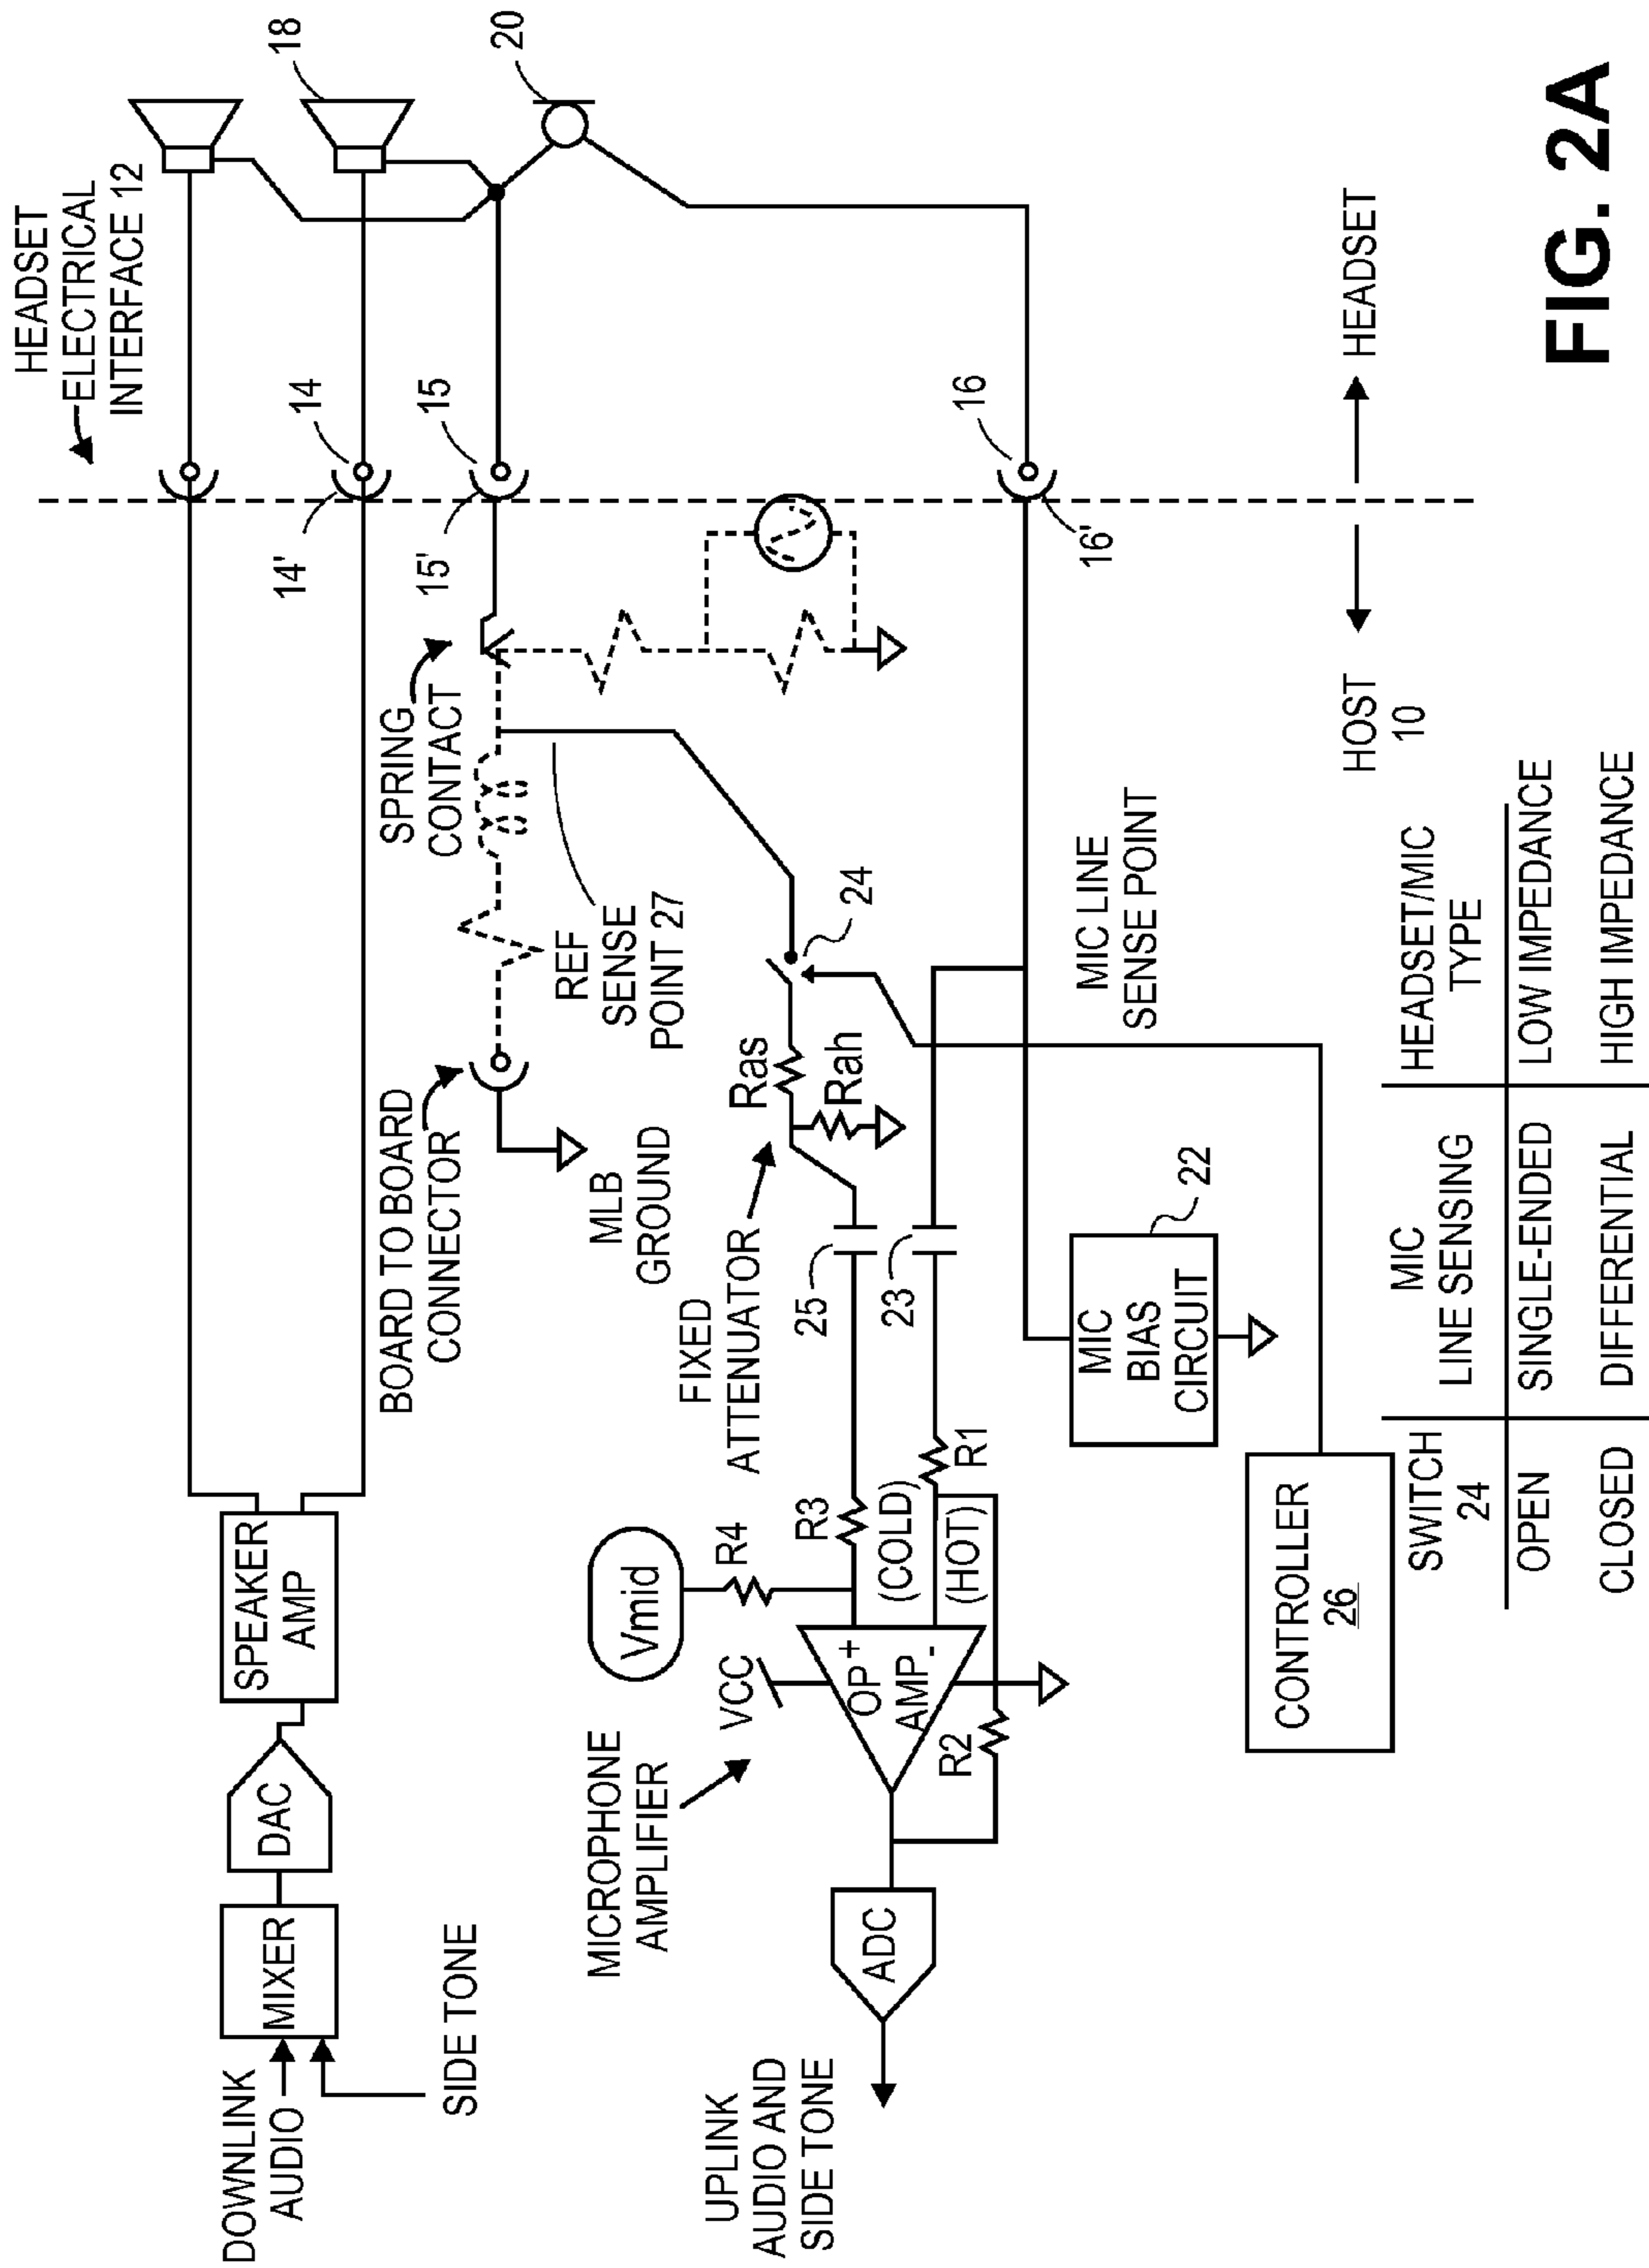 HEADSET
ELECTRICAL
INTERFACE 12
18
20
14
15
16
14'
15'
16'
DOWNLINK
AUDIO
SIDE TONE
MIXER
DAC
SPEAKER
AMP
BOARD TO BOARD
CONNECTOR
SPRING
CONTACT
MLB
GROUND
REF
SENSE
POINT 27
24
Ras
Rah
FIXED
ATTENUATOR
25
23
MICROPHONE
AMPLIFIER
VCC
Vmid
R4
R3
(COLD)
R1
(HOT)
OP +
AMP -
R2
ADC
UPLINK
AUDIO AND
SIDE TONE
MIC LINE
SENSE POINT
MIC
BIAS
CIRCUIT
22
CONTROLLER
26
HOST
10
HEADSET
SWITCH
24
MIC
LINE SENSING
HEADSET/MIC
TYPE
OPEN
SINGLE-ENDED
LOW IMPEDANCE
CLOSED
DIFFERENTIAL
HIGH IMPEDANCE
FIG. 2A